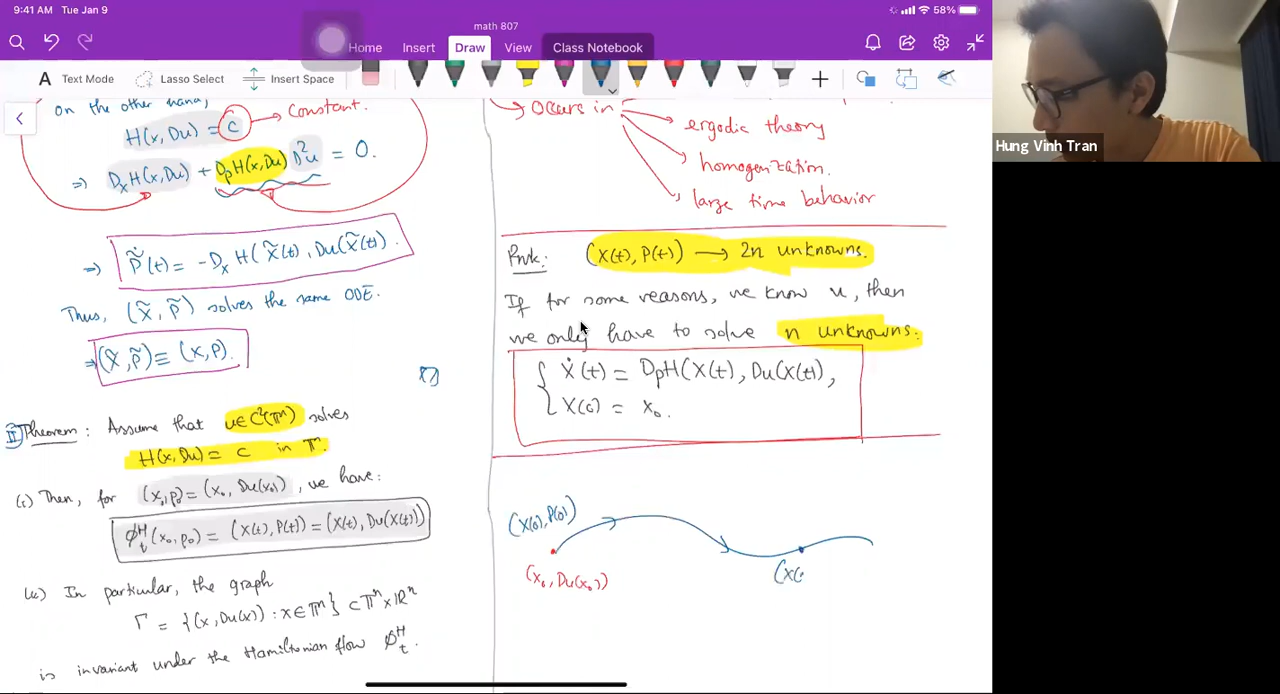 9:41 AM Tue Jan 9
58%
math 807
Home Insert Draw View Class Notebook
A Text Mode Lasso Select Insert Space
on the other hand,
H(x, Du) = c → Constant.
⇒ DxH(x, Du) + DpH(x, Du) D²u = 0.
⇒ P̃̇(t) = -Dx H(X̃(t), Du(X̃(t)).
Thus, (X̃, P̃) solves the same ODE.
⇒ (X̃, P̃) ≡ (X, P).
II Theorem: Assume that u∈C²(𝕋ⁿ) solves
H(x, Du) = c in 𝕋ⁿ.
(i) Then, for (x₀, p₀) = (x₀, Du(x₀)), we have:
ϕₜᴴ(x₀, p₀) = (X(t), P(t)) = (X(t), Du(X(t))
(ii) In particular, the graph
Γ = {(x, Du(x)) : x∈𝕋ⁿ} ⊂ 𝕋ⁿ×ℝⁿ
is invariant under the Hamiltonian flow ϕₜᴴ.
Occurs in
ergodic theory
homogenization.
large time behavior
Rmk: (X(t), P(t)) → 2n unknowns.
If for some reasons, we know u, then
we only have to solve n unknowns.
{ Ẋ(t) = DpH(X(t), Du(X(t)),
X(0) = x₀.
(X(0), P(0))
(x₀, Du(x₀))
(X(
Hung Vinh Tran